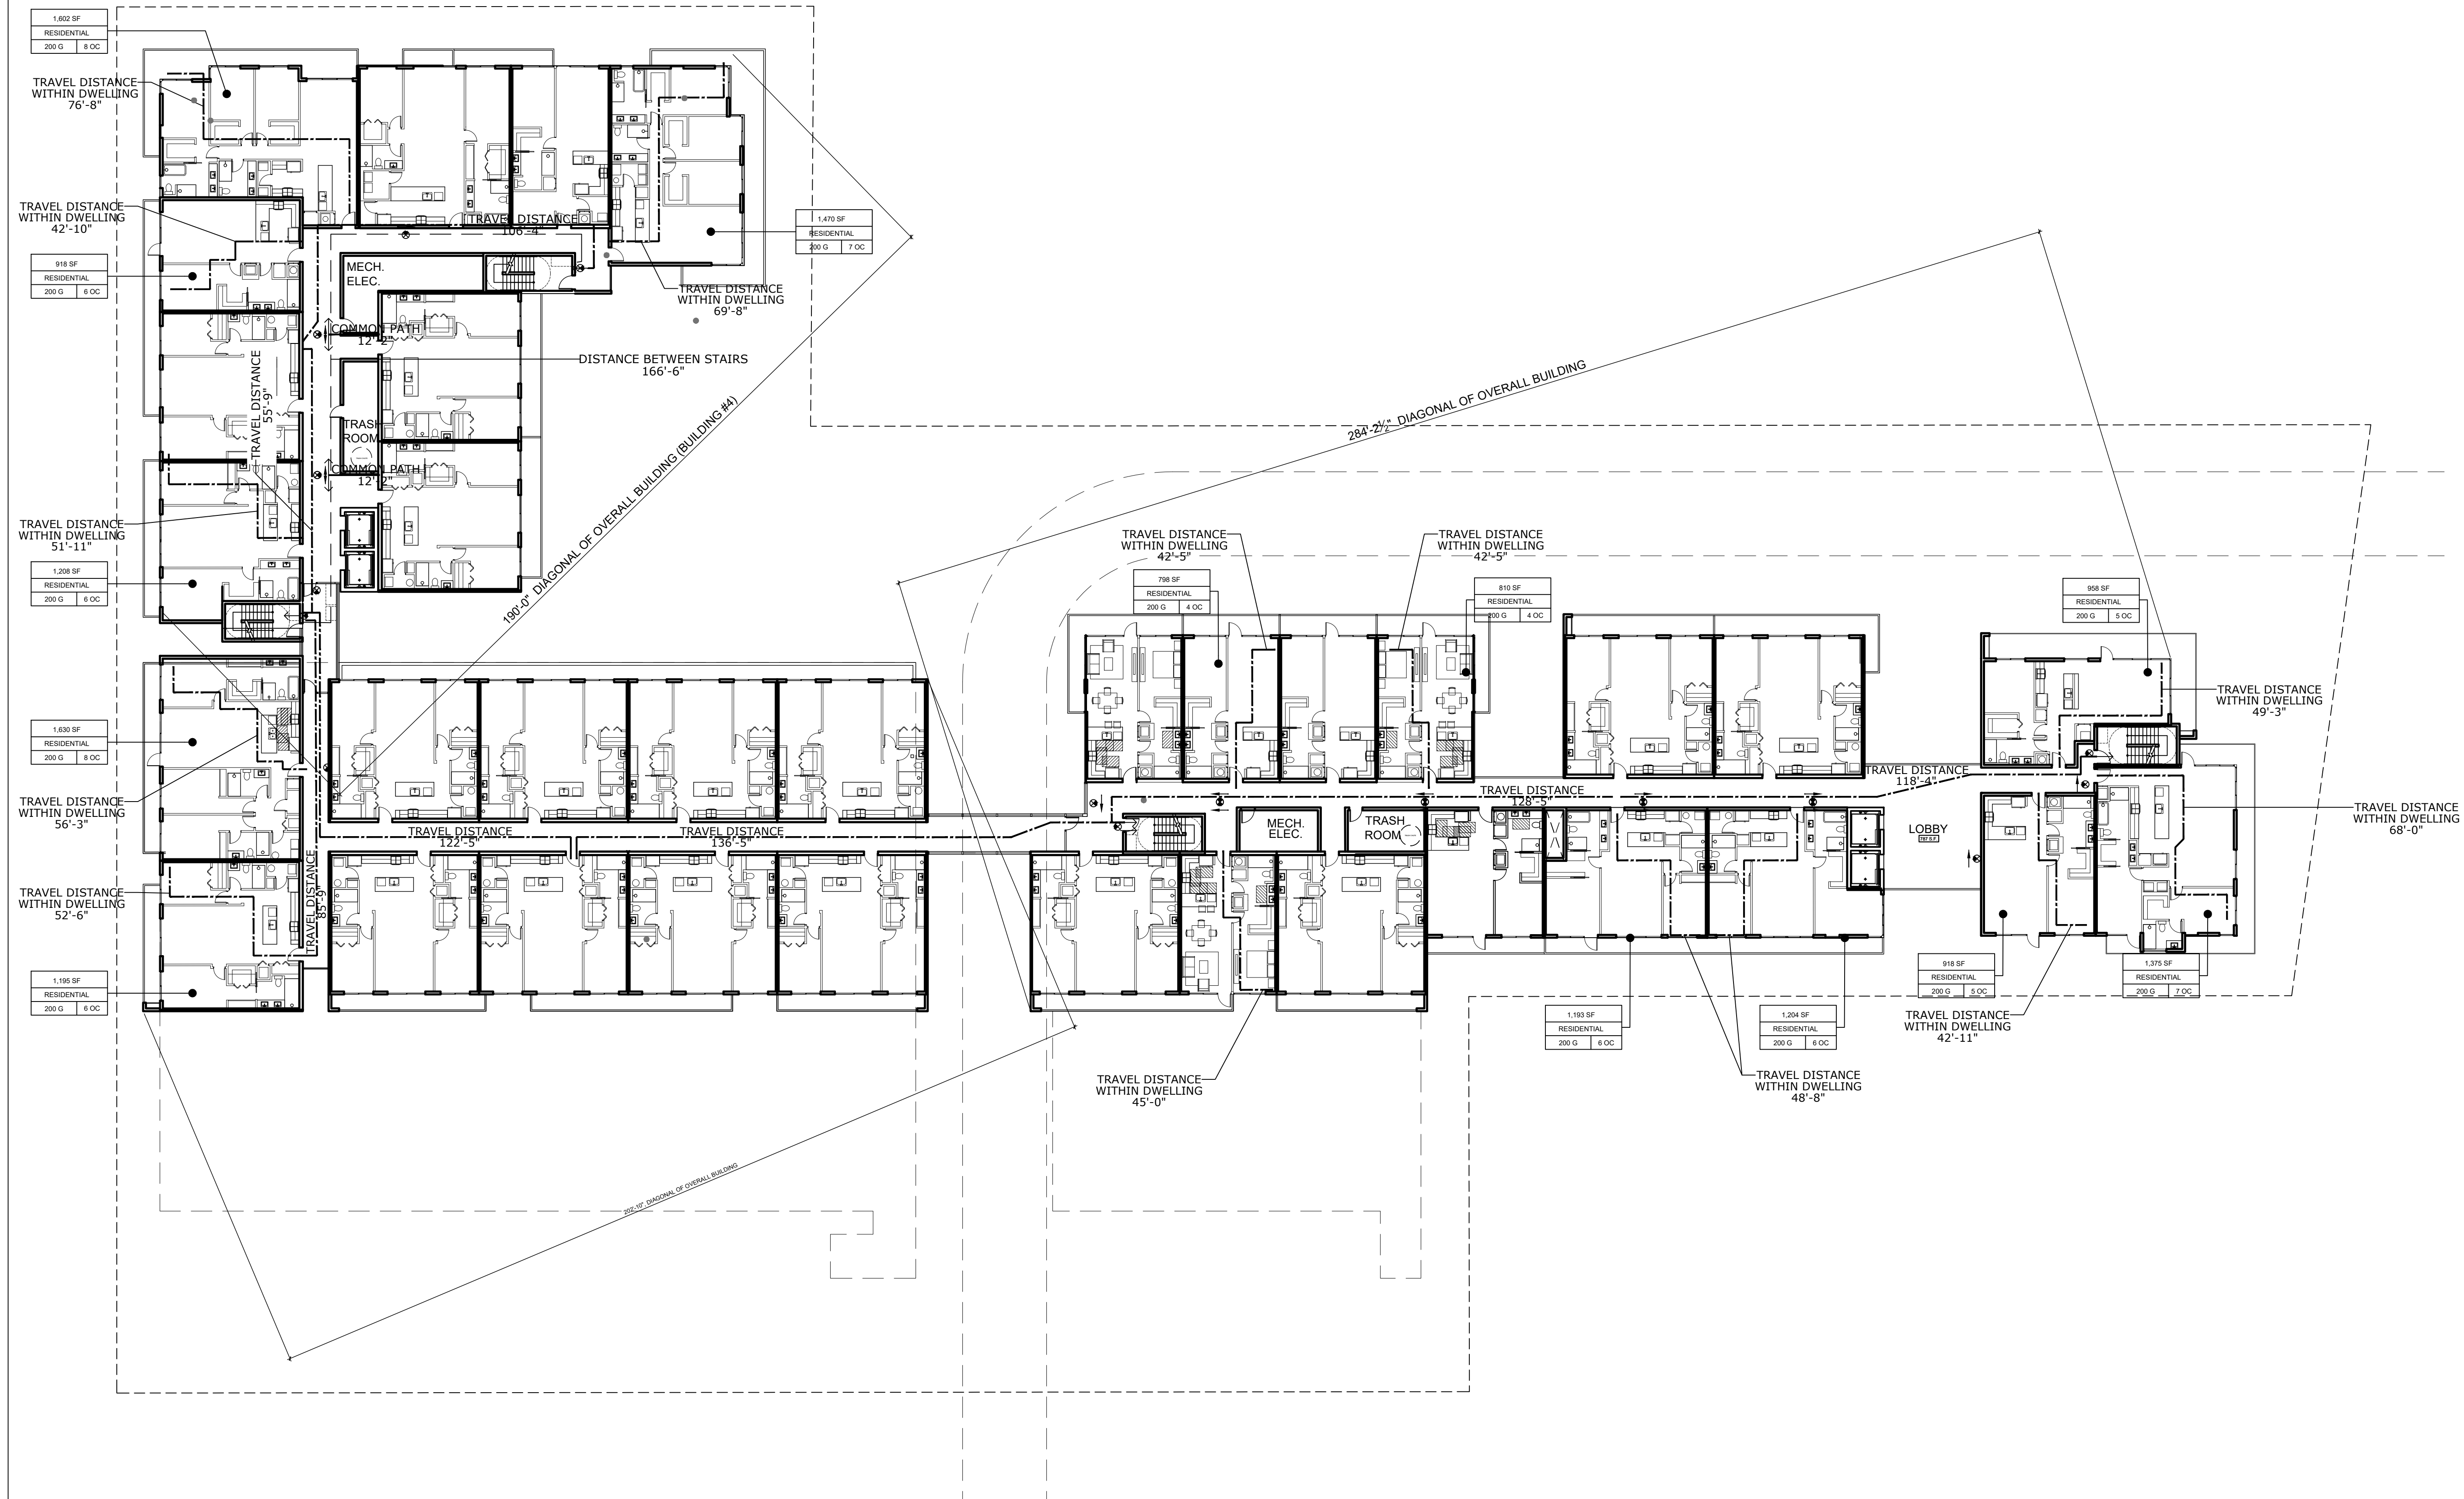 1,602 SF
RESIDENTIAL
200 G 8 OC
TRAVEL DISTANCE
WITHIN DWELLING
76'-8"
TRAVEL DISTANCE
WITHIN DWELLING
42'-10"
918 SF
RESIDENTIAL
200 G 6 OC
TRAVEL DISTANCE
106'-4"
1,470 SF
RESIDENTIAL
200 G 7 OC
MECH.
ELEC.
TRAVEL DISTANCE
WITHIN DWELLING
69'-8"
COMMON PATH
12'-2"
DISTANCE BETWEEN STAIRS
166'-6"
TRAVEL DISTANCE
55'-9"
TRASH
ROOM
COMMON PATH
12'-2"
190'-0" DIAGONAL OF OVERALL BUILDING (BUILDING #4)
284'-2½" DIAGONAL OF OVERALL BUILDING
TRAVEL DISTANCE
WITHIN DWELLING
51'-11"
1,208 SF
RESIDENTIAL
200 G 6 OC
TRAVEL DISTANCE
WITHIN DWELLING
42'-5"
TRAVEL DISTANCE
WITHIN DWELLING
42'-5"
798 SF
RESIDENTIAL
200 G 4 OC
810 SF
RESIDENTIAL
200 G 4 OC
958 SF
RESIDENTIAL
200 G 5 OC
TRAVEL DISTANCE
WITHIN DWELLING
49'-3"
1,630 SF
RESIDENTIAL
200 G 8 OC
TRAVEL DISTANCE
118'-4"
TRAVEL DISTANCE
128'-5"
TRAVEL DISTANCE
WITHIN DWELLING
56'-3"
TRAVEL DISTANCE
122'-5"
TRAVEL DISTANCE
136'-5"
MECH.
ELEC.
TRASH
ROOM
LOBBY
787 S.F.
TRAVEL DISTANCE
WITHIN DWELLING
68'-0"
TRAVEL DISTANCE
WITHIN DWELLING
52'-6"
TRAVEL DISTANCE
85'-9"
1,195 SF
RESIDENTIAL
200 G 6 OC
918 SF
RESIDENTIAL
200 G 5 OC
1,375 SF
RESIDENTIAL
200 G 7 OC
1,193 SF
RESIDENTIAL
200 G 6 OC
1,204 SF
RESIDENTIAL
200 G 6 OC
TRAVEL DISTANCE
WITHIN DWELLING
42'-11"
TRAVEL DISTANCE
WITHIN DWELLING
45'-0"
TRAVEL DISTANCE
WITHIN DWELLING
48'-8"
202'-10", DIAGONAL OF OVERALL BUILDING